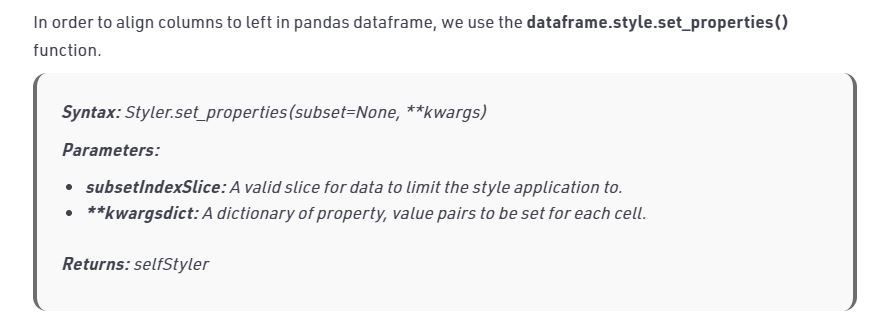 In order to align columns to left in pandas dataframe, we use the dataframe.style.set_properties()
function.
Syntax: Styler.set_properties(subset=None, **kwargs)
Parameters:
• subsetIndexSlice: A valid slice for data to limit the style application to.
• **kwargsdict: A dictionary of property, value pairs to be set for each cell.
Returns: selfStyler